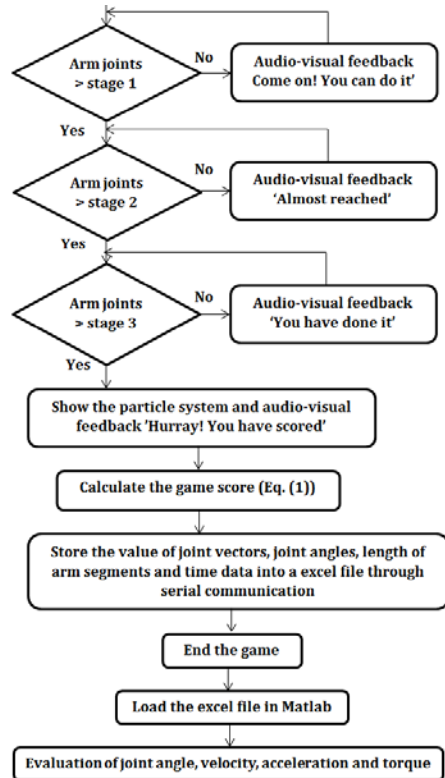 Arm joints
> stage 1
No
Audio-visual feedback
Come on! You can do it'
Yes
Arm joints
> stage 2
No
Audio-visual feedback
'Almost reached'
Yes
Arm joints
> stage 3
No
Audio-visual feedback
'You have done it'
Yes
Show the particle system and audio-visual
feedback 'Hurray! You have scored'
Calculate the game score (Eq. (1))
Store the value of joint vectors, joint angles, length of
arm segments and time data into a excel file through
serial communication
End the game
Load the excel file in Matlab
Evaluation of joint angle, velocity, acceleration and torque